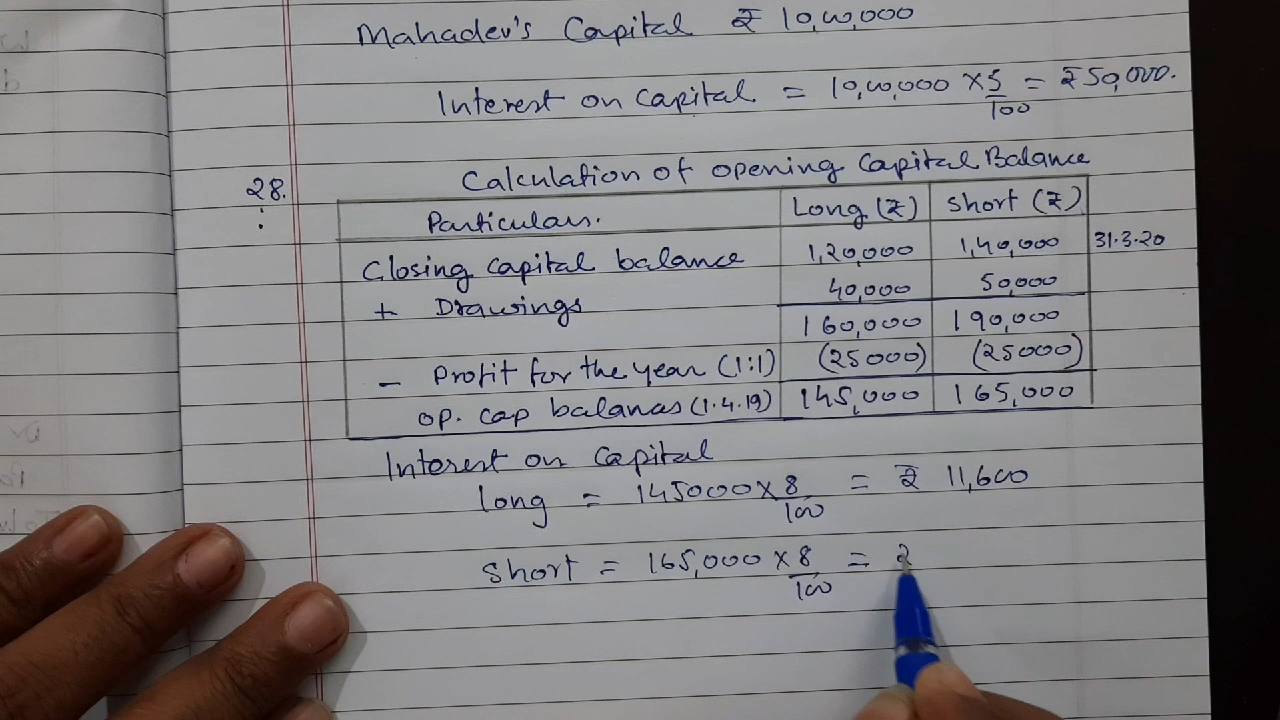 Mahadev's Capital ₹ 10,00,000
Interest on Capital = 10,00,000 × 5/100 = ₹50,000.
28. Calculation of opening Capital Balance
Particulars. Long (₹) Short (₹)
Closing capital balance 1,20,000 1,40,000 31.3.20
+ Drawings 40,000 50,000
160,000 190,000
- Profit for the year (1:1) (25000) (25000)
op. cap balances (1.4.19) 145,000 165,000
Interest on Capital
Long = 145000 × 8/100 = ₹ 11,600
Short = 165,000 × 8/100 = ₹